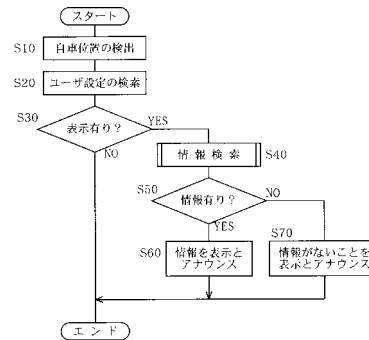 スタート
S10
自車位置の検出
S20
ユーザ設定の検索
S30
表示有り？
YES
NO
情報検索
S40
S50
情報有り？
NO
YES
S60
情報を表示と
アナウンス
S70
情報がないことを
表示とアナウンス
エンド